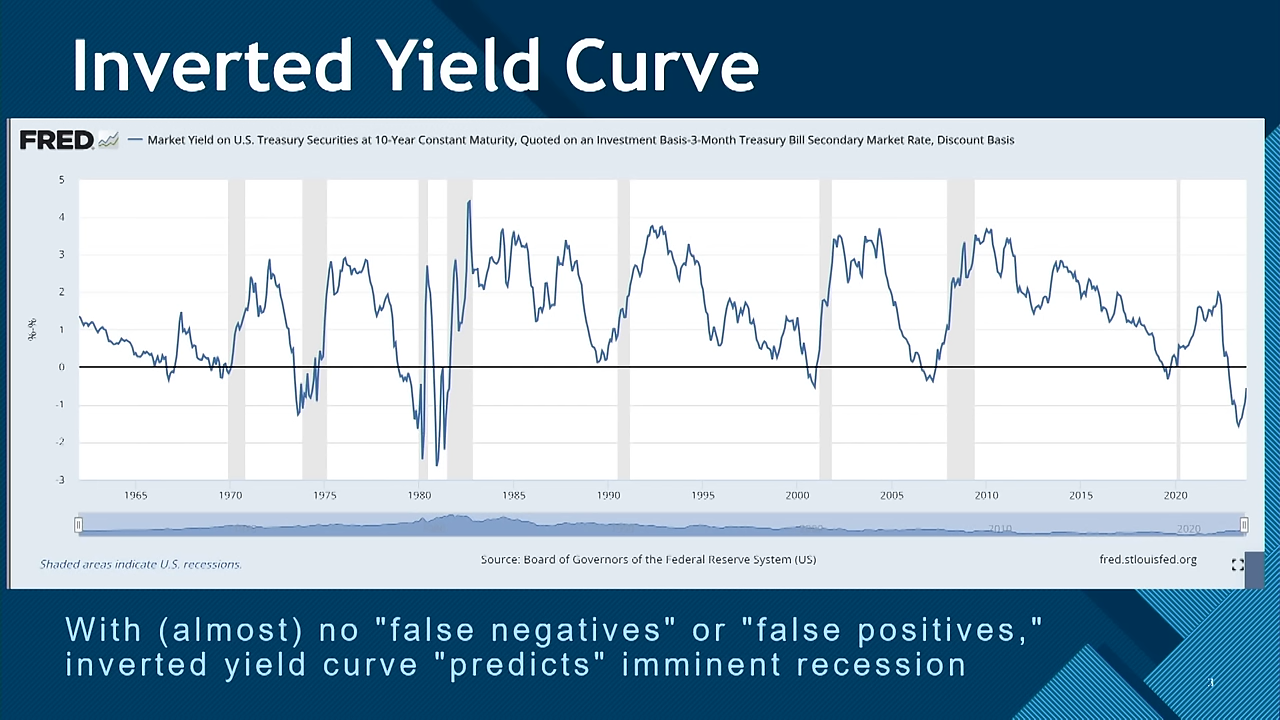 Inverted Yield Curve
FRED
Market Yield on U.S. Treasury Securities at 10-Year Constant Maturity, Quoted on an Investment Basis-3-Month Treasury Bill Secondary Market Rate, Discount Basis
5
4
3
2
1
0
-1
-2
-3
%-%
1965 1970 1975 1980 1985 1990 1995 2000 2005 2010 2015 2020
2000 2010 2020
Shaded areas indicate U.S. recessions.
Source: Board of Governors of the Federal Reserve System (US)
fred.stlouisfed.org
With (almost) no "false negatives" or "false positives,"
inverted yield curve "predicts" imminent recession